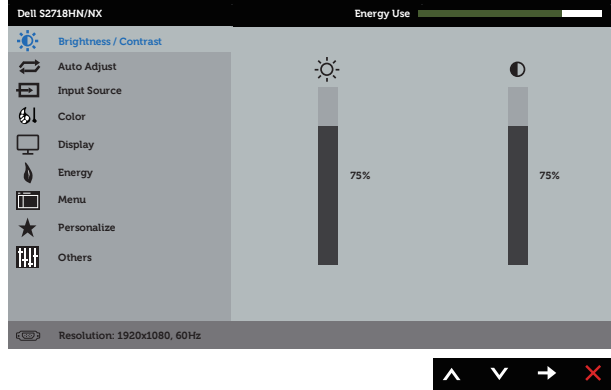 Dell S2718HN/NX Energy Use
Brightness / Contrast
Auto Adjust
Input Source
Color
Display
Energy
75% 75%
Menu
Personalize
Others
Resolution: 1920x1080, 60Hz